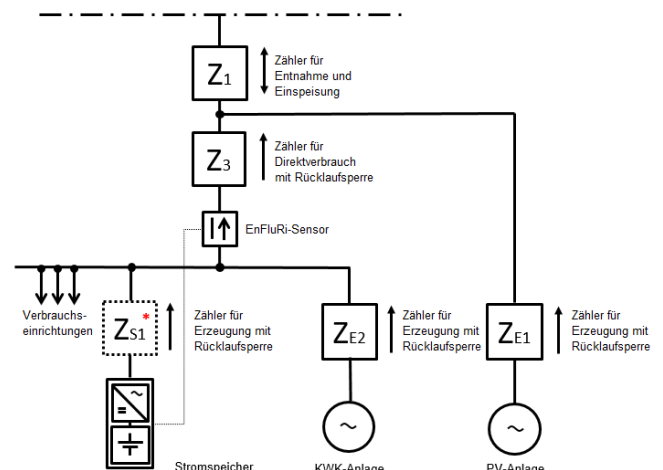 Z1
Zähler für
Entnahme und
Einspeisung
Z3
Zähler für
Direktverbrauch
mit Rücklaufsperre
EnFluRi-Sensor
Verbrauchs-
einrichtungen
ZS1 *
Zähler für
Erzeugung mit
Rücklaufsperre
ZE2
Zähler für
Erzeugung mit
Rücklaufsperre
ZE1
Zähler für
Erzeugung mit
Rücklaufsperre
Stromspeicher
KWK-Anlage
PV-Anlage